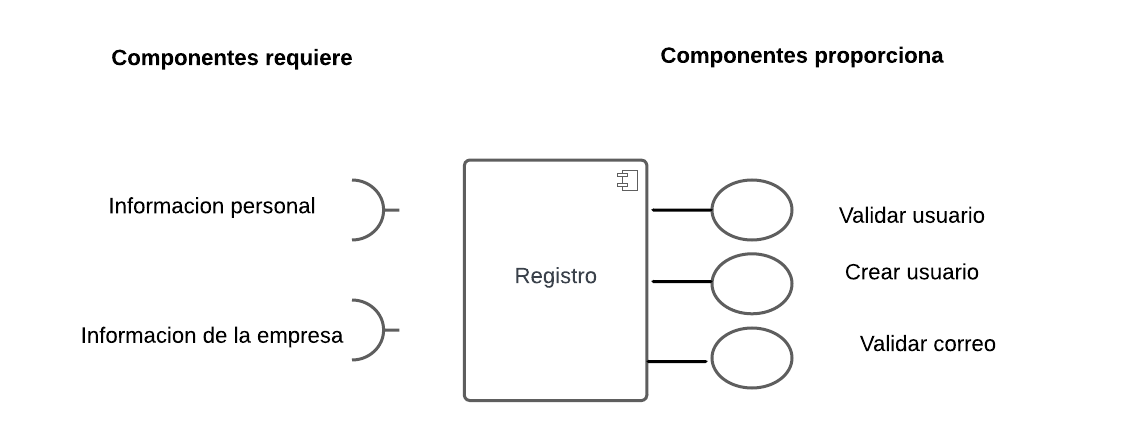 Componentes requiere
Componentes proporciona
Informacion personal
Validar usuario
Registro
Crear usuario
Informacion de la empresa
Validar correo